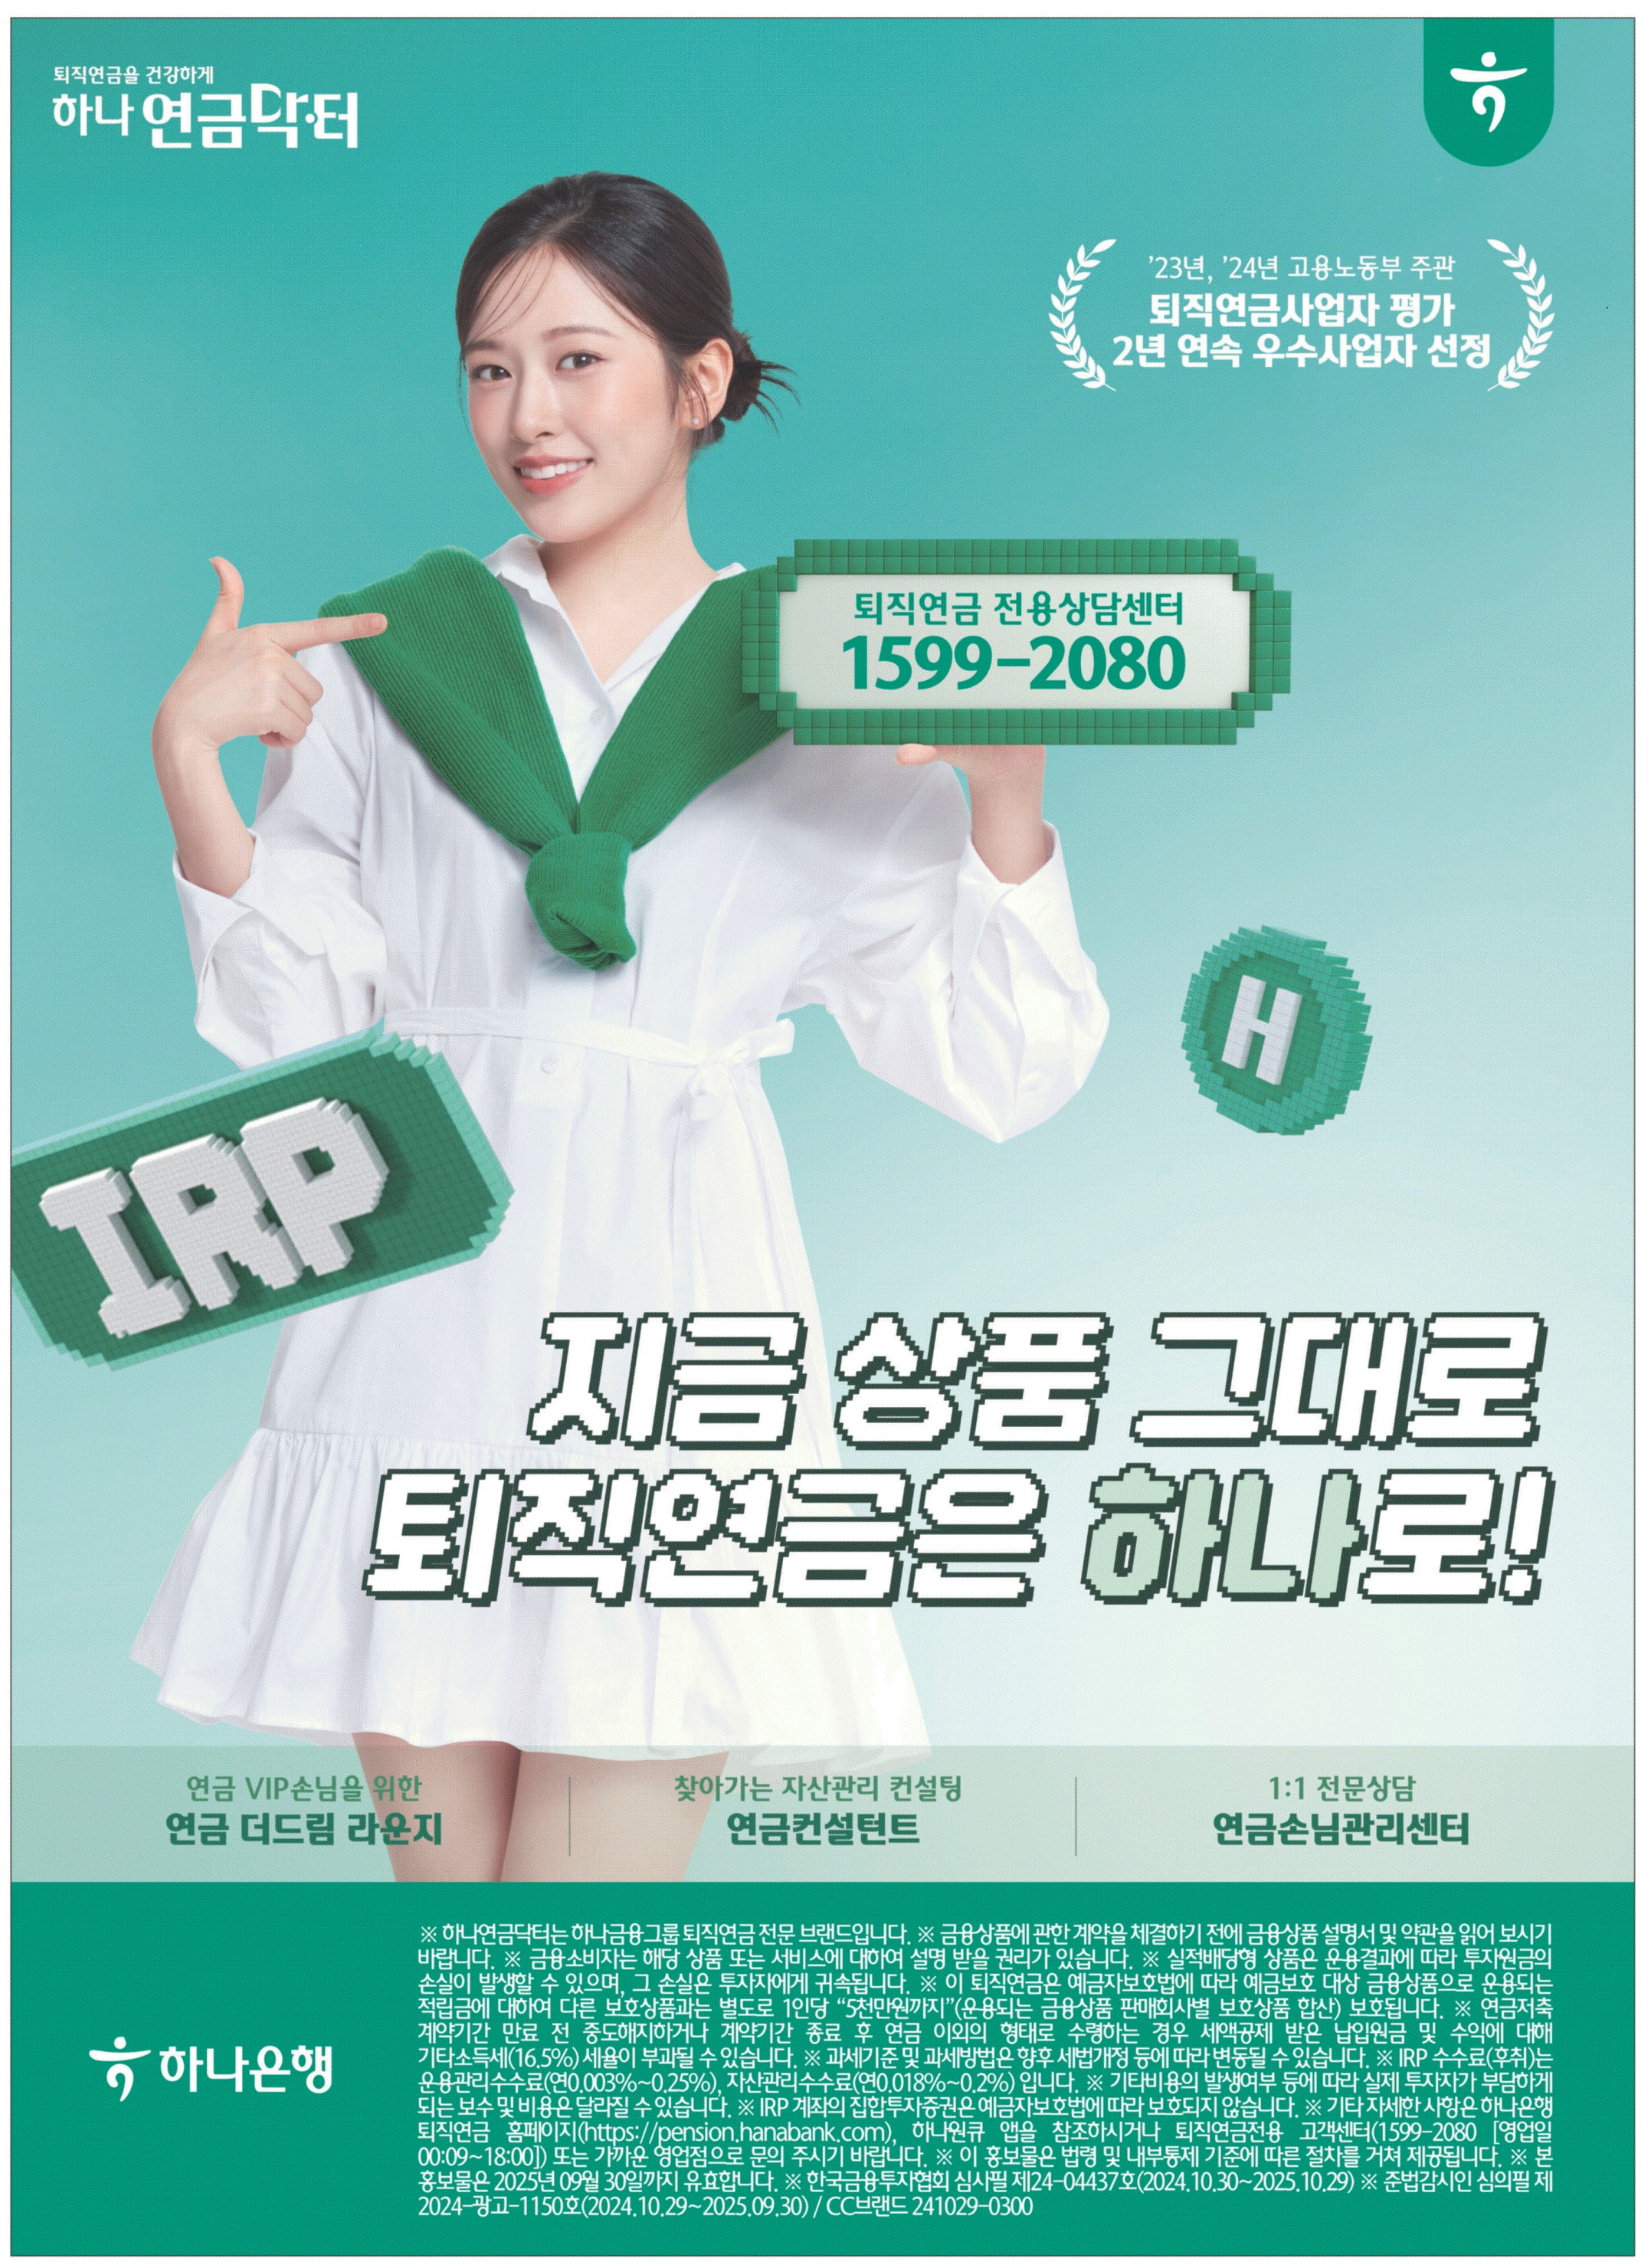 퇴직연금을 건강하게
하나 연금닥터
'23년, '24년 고용노동부 주관
퇴직연금사업자 평가
2년 연속 우수사업자 선정
퇴직연금 전용상담센터
1599-2080
H
IRP
지금 상품 그대로
퇴직연금은 하나로!
연금 VIP손님을 위한
연금 더드림 라운지
찾아가는 자산관리 컨설팅
연금컨설턴트
1:1 전문상담
연금손님관리센터
하나은행
※ 하나연금닥터는 하나금융그룹 퇴직연금 전문 브랜드입니다. ※ 금융상품에 관한 계약을 체결하기 전에 금융상품 설명서 및 약관을 읽어 보시기
바랍니다. ※ 금융소비자는 해당 상품 또는 서비스에 대하여 설명 받을 권리가 있습니다. ※ 실적배당형 상품은 운용결과에 따라 투자원금의
손실이 발생할 수 있으며, 그 손실은 투자자에게 귀속됩니다. ※ 이 퇴직연금은 예금자보호법에 따라 예금보호 대상 금융상품으로 운용되는
적립금에 대하여 다른 보호상품과는 별도로 1인당 “5천만원까지”(운용되는 금융상품 판매회사별 보호상품 합산) 보호됩니다. ※ 연금저축
계약기간 만료 전 중도해지하거나 계약기간 종료 후 연금 이외의 형태로 수령하는 경우 세액공제 받은 납입원금 및 수익에 대해
기타소득세(16.5%) 세율이 부과될 수 있습니다. ※ 과세기준 및 과세방법은 향후 세법개정 등에 따라 변동될 수 있습니다. ※ IRP 수수료(후취)는
운용관리수수료(연0.003%~0.25%), 자산관리수수료(연0.018%~0.2%) 입니다. ※ 기타비용의 발생여부 등에 따라 실제 투자자가 부담하게
되는 보수 및 비용은 달라질 수 있습니다. ※ IRP 계좌의 집합투자증권은 예금자보호법에 따라 보호되지 않습니다. ※ 기타 자세한 사항은 하나은행
퇴직연금 홈페이지(https://pension.hanabank.com), 하나원큐 앱을 참조하시거나 퇴직연금전용 고객센터(1599-2080 [영업일
00:09~18:00]) 또는 가까운 영업점으로 문의 주시기 바랍니다. ※ 이 홍보물은 법령 및 내부통제 기준에 따른 절차를 거쳐 제공됩니다. ※ 본
홍보물은 2025년 09월 30일까지 유효합니다. ※ 한국금융투자협회 심사필 제24-04437호(2024.10.30~2025.10.29) ※ 준법감시인 심의필 제
2024-광고-1150호(2024.10.29~2025.09.30) / CC브랜드 241029-0300